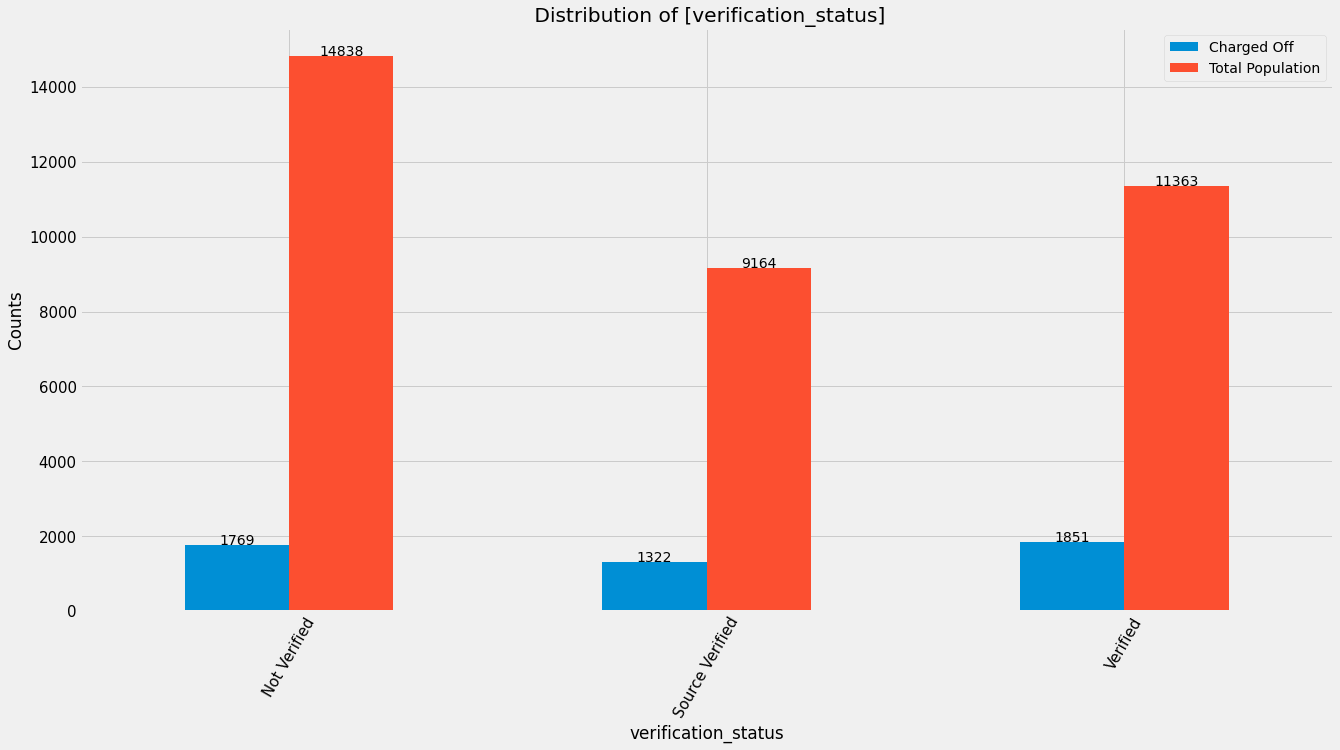 Distribution of [verification_status]
Charged Off
Total Population
Counts
14000
12000
10000
8000
6000
4000
2000
0
1769
14838
1322
9164
1851
11363
Not Verified
Source Verified
Verified
verification_status